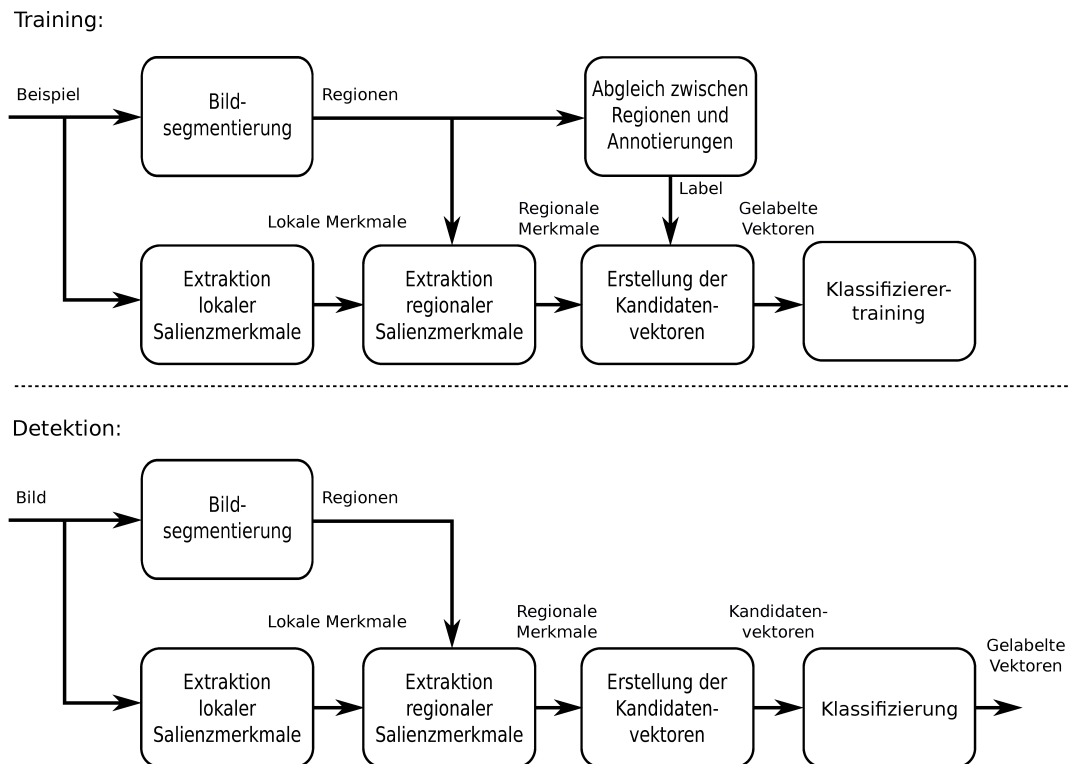 Training:
Beispiel
Bild-
segmentierung
Regionen
Abgleich zwischen
Regionen und
Annotierungen
Label
Lokale Merkmale
Regionale
Merkmale
Gelabelte
Vektoren
Extraktion
lokaler
Salienzmerkmale
Extraktion
regionaler
Salienzmerkmale
Erstellung der
Kandidaten-
vektoren
Klassifizierer-
training
Detektion:
Bild
Bild-
segmentierung
Regionen
Lokale Merkmale
Regionale
Merkmale
Kandidaten-
vektoren
Gelabelte
Vektoren
Extraktion
lokaler
Salienzmerkmale
Extraktion
regionaler
Salienzmerkmale
Erstellung der
Kandidaten-
vektoren
Klassifizierung